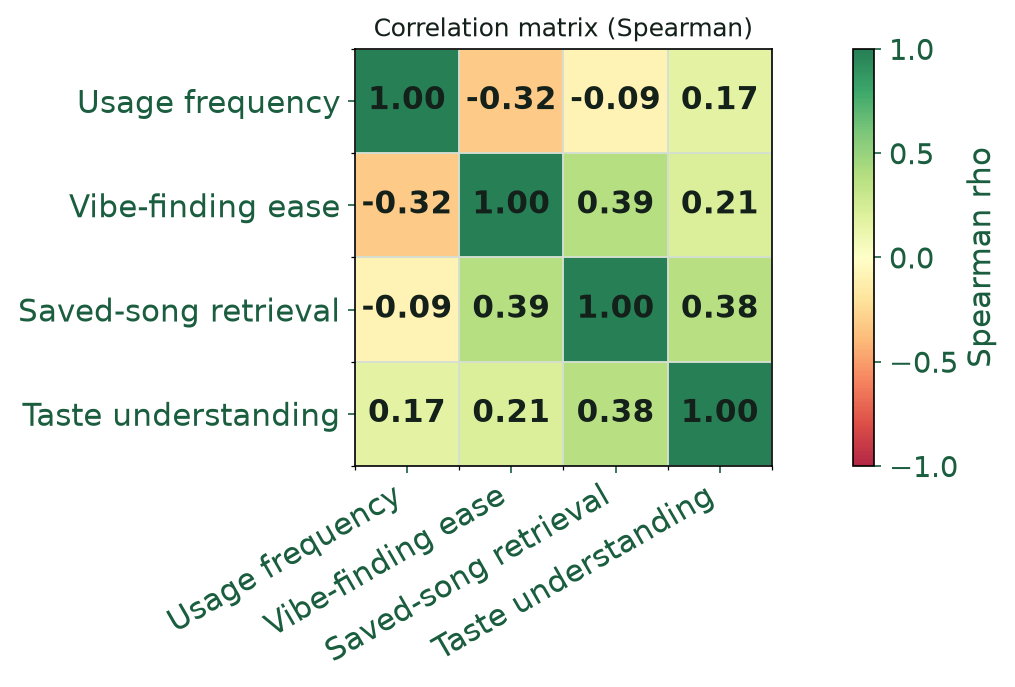 Correlation matrix (Spearman)
Usage frequency 1.00 -0.32 -0.09 0.17
Vibe-finding ease -0.32 1.00 0.39 0.21
Saved-song retrieval -0.09 0.39 1.00 0.38
Taste understanding 0.17 0.21 0.38 1.00
Usage frequency
Vibe-finding ease
Saved-song retrieval
Taste understanding
1.0
0.5
0.0
−0.5
−1.0
Spearman rho